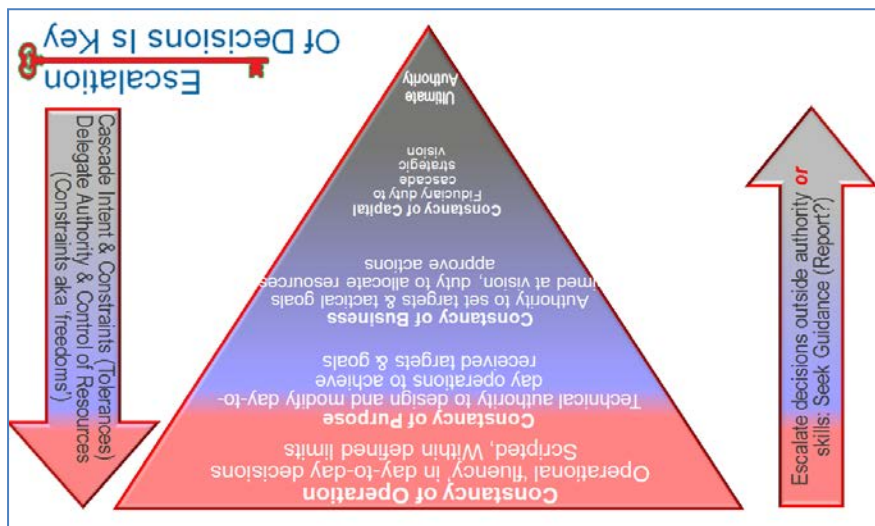 Escalation
Of Decisions Is Key
Ultimate
Authority
Constancy of Capital
Fiduciary duty to
cascade
strategic
vision
Constancy of Business
Authority to set targets & tactical goals
imed at vision, duty to allocate resources
approve actions
Constancy of Purpose
Technical authority to design and modify day-to-
day operations to achieve
received targets & goals
Constancy of Operation
Operational 'fluency' in day-to-day decisions
Scripted, Within defined limits
Cascade Intent & Constraints (Tolerances)
Delegate Authority & Control of Resources
(Constraints aka 'freedoms')
Escalate decisions outside authority or
skills: Seek Guidance (Report?)